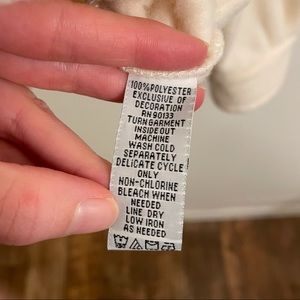 100%POLYESTER
EXCLUSIVE OF
DECORATION
RN 90133
TURN GARMENT
INSIDE OUT
MACHINE
WASH COLD
SEPARATELY
DELICATE CYCLE
ONLY
NON-CHLORINE
BLEACH WHEN
NEEDED
LINE DRY
LOW IRON
AS NEEDED